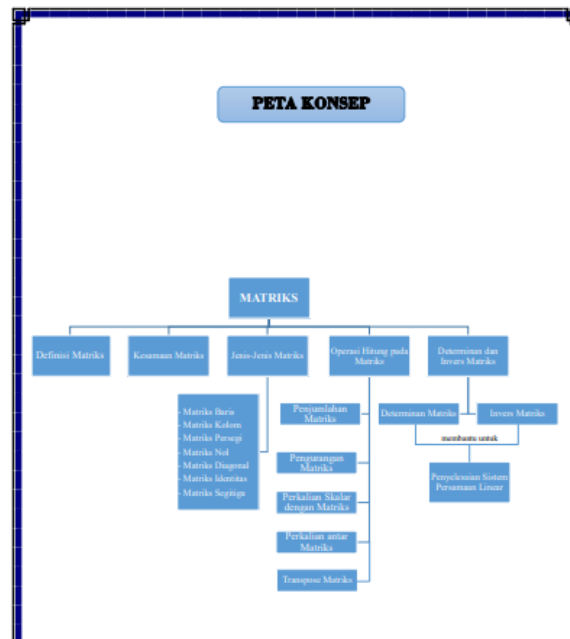 PETA KONSEP
MATRIKS
Definisi Matriks
Kesamaan Matriks
Jenis-Jenis Matriks
Operasi Hitung pada
Matriks
Determinan dan
Invers Matriks
- Matriks Baris
- Matriks Kolom
- Matriks Persegi
- Matriks Nol
- Matriks Diagonal
- Matriks Identitas
- Matriks Segitiga
Penjumlahan
Matriks
Pengurangan
Matriks
Perkalian Skalar
dengan Matriks
Perkalian antar
Matriks
Transpose Matriks
Determinan Matriks
Invers Matriks
membantu untuk
Penyelesaian Sistem
Persamaan Linear